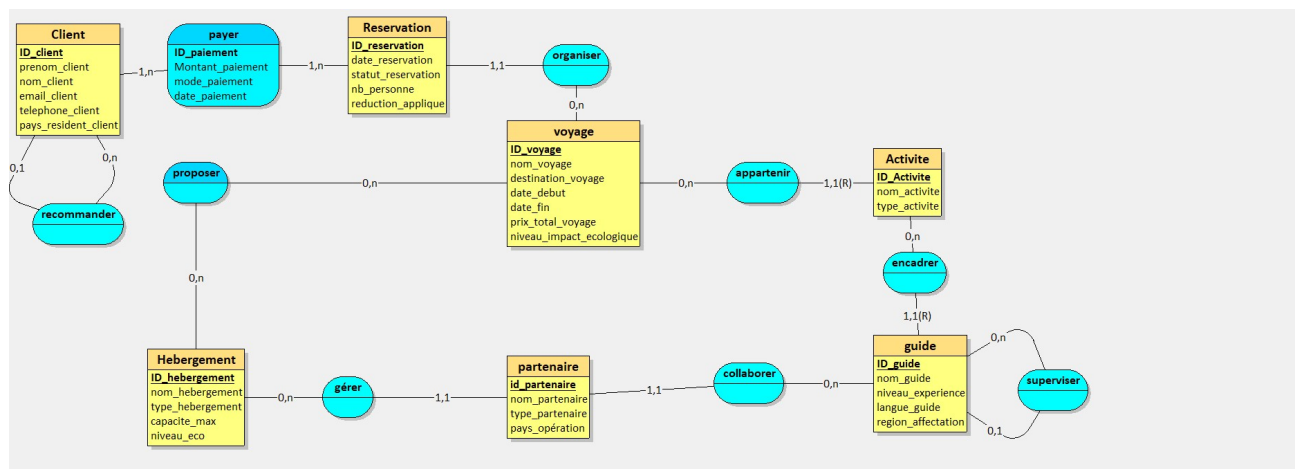 Client
ID_client
prenom_client
nom_client
email_client
telephone_client
pays_resident_client
1,n
payer
ID_paiement
Montant_paiement
mode_paiement
date_paiement
1,n
Reservation
ID_reservation
date_reservation
statut_reservation
nb_personne
reduction_applique
1,1
organiser
0,n
0,1
0,n
recommander
proposer
0,n
0,n
voyage
ID_voyage
nom_voyage
destination_voyage
date_debut
date_fin
prix_total_voyage
niveau_impact_ecologique
0,n
appartenir
1,1(R)
Activite
ID_Activite
nom_activite
type_activite
0,n
encadrer
1,1(R)
Hebergement
ID_hebergement
nom_hebergement
type_hebergement
capacite_max
niveau_eco
0,n
gérer
1,1
partenaire
id_partenaire
nom_partenaire
type_partenaire
pays_opération
1,1
collaborer
0,n
guide
ID_guide
nom_guide
niveau_experience
langue_guide
region_affectation
0,n
superviser
0,1